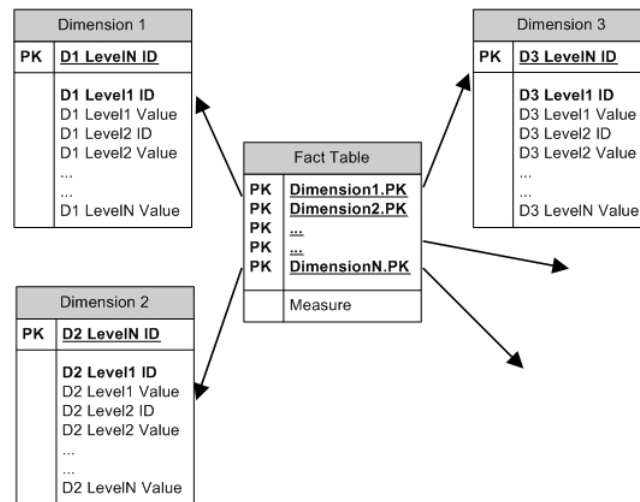 Dimension 1
PK D1 LevelN ID
D1 Level1 ID
D1 Level1 Value
D1 Level2 ID
D1 Level2 Value
...
...
D1 LevelN Value
Dimension 3
PK D3 LevelN ID
D3 Level1 ID
D3 Level1 Value
D3 Level2 ID
D3 Level2 Value
...
...
D3 LevelN Value
Fact Table
PK Dimension1.PK
PK Dimension2.PK
PK ...
PK ...
PK DimensionN.PK
Measure
Dimension 2
PK D2 LevelN ID
D2 Level1 ID
D2 Level1 Value
D2 Level2 ID
D2 Level2 Value
...
...
D2 LevelN Value